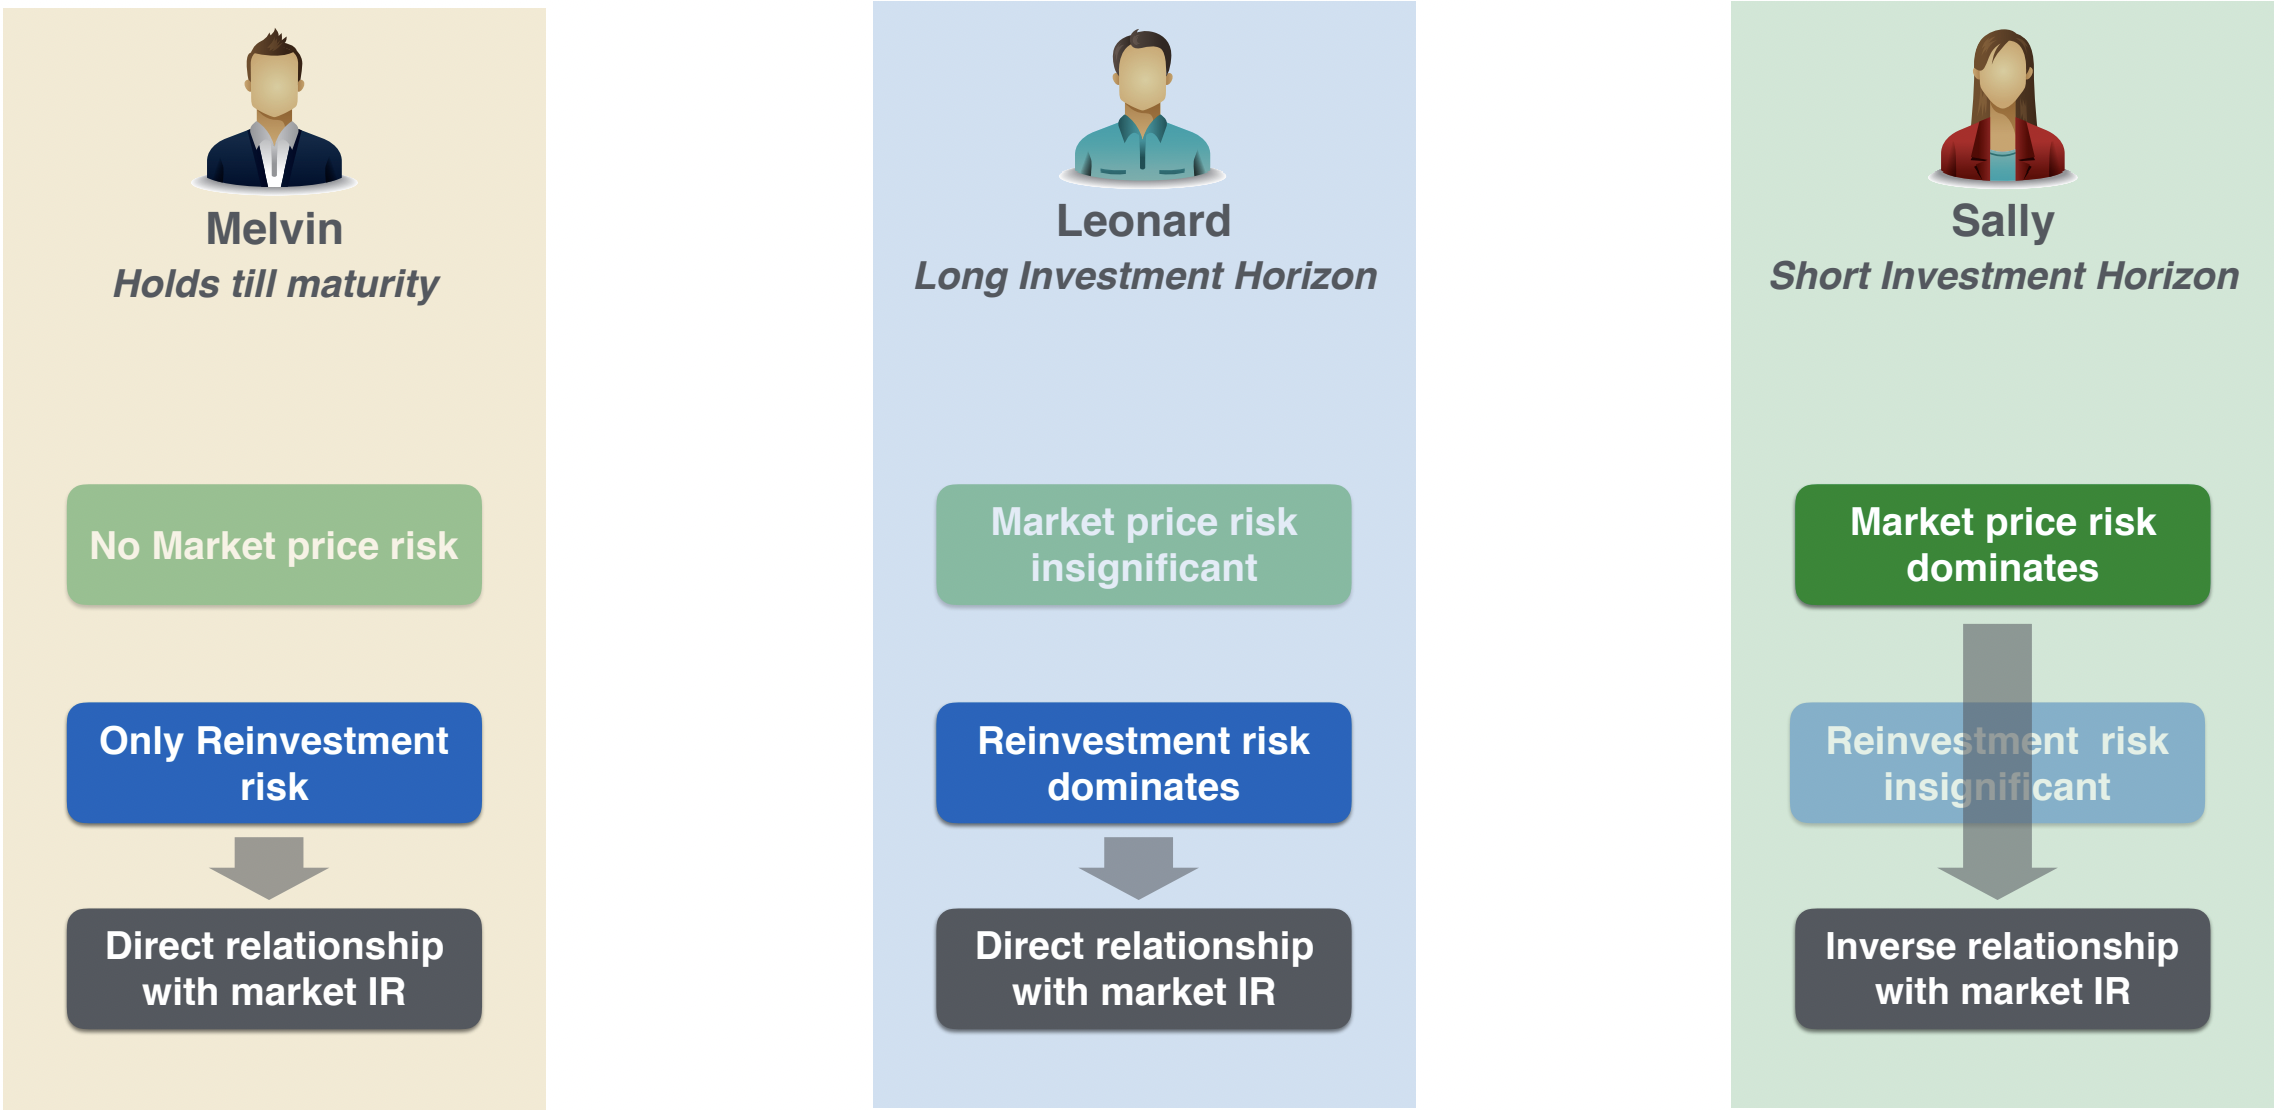 Melvin
Holds till maturity
No Market price risk
Only Reinvestment
risk
Direct relationship
with market IR
Leonard
Long Investment Horizon
Market price risk
insignificant
Reinvestment risk
dominates
Direct relationship
with market IR
Sally
Short Investment Horizon
Market price risk
dominates
Reinvestment risk
insignificant
Inverse relationship
with market IR